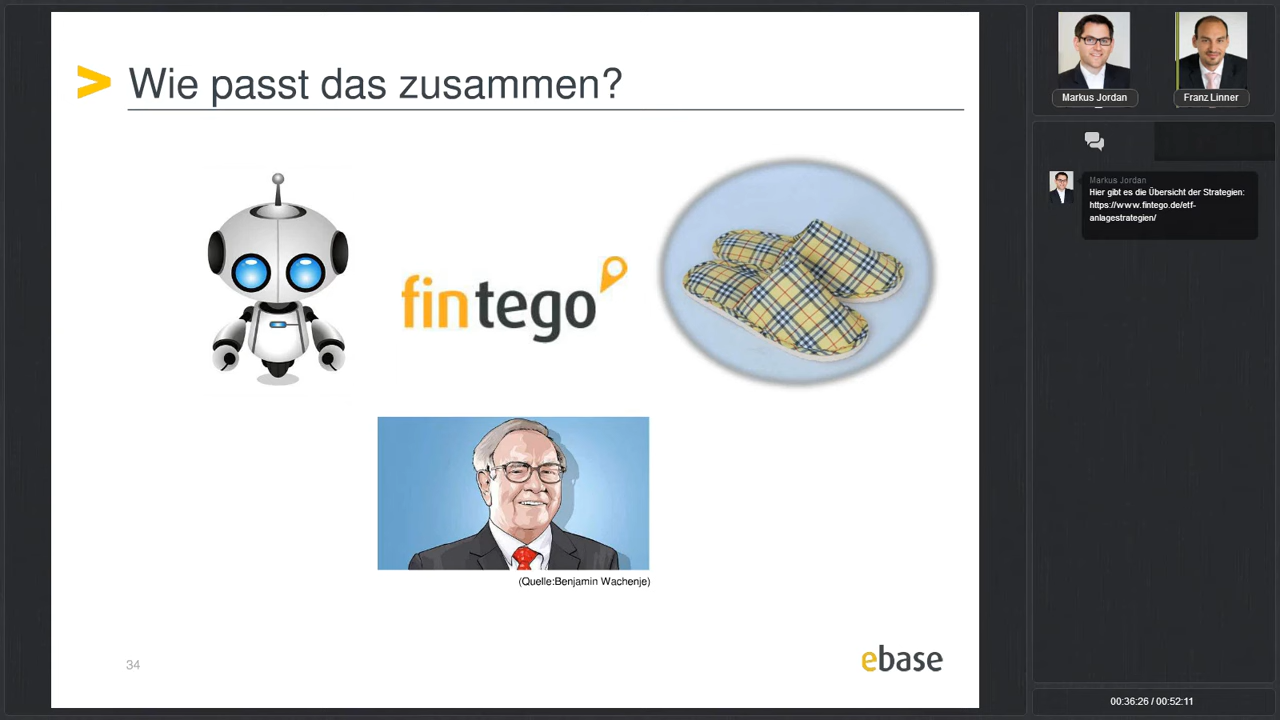 > Wie passt das zusammen?
fintego
(Quelle:Benjamin Wachenje)
34
ebase
Markus Jordan
Franz Linner
Markus Jordan
Hier gibt es die Übersicht der Strategien:
https://www.fintego.de/etf-
anlagestrategien/
00:36:26 / 00:52:11